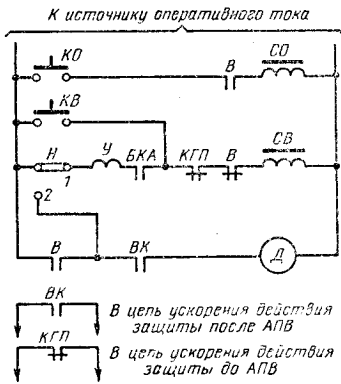 К источнику оперативного тока
КО
СО
В
КВ
Н
У
БКА
КГП
В
СВ
1
2
В
ВК
Д
ВК
В цепь ускорения действия
защиты после АПВ
КГП
В цепь ускорения действия
защиты до АПВ